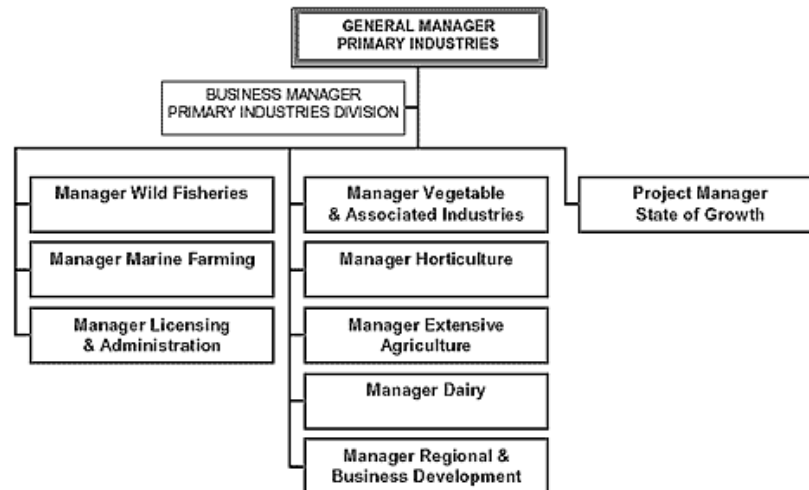 GENERAL MANAGER
PRIMARY INDUSTRIES
BUSINESS MANAGER
PRIMARY INDUSTRIES DIVISION
Manager Wild Fisheries
Manager Marine Farming
Manager Licensing
& Administration
Manager Vegetable
& Associated Industries
Manager Horticulture
Manager Extensive
Agriculture
Manager Dairy
Manager Regional &
Business Development
Project Manager
State of Growth